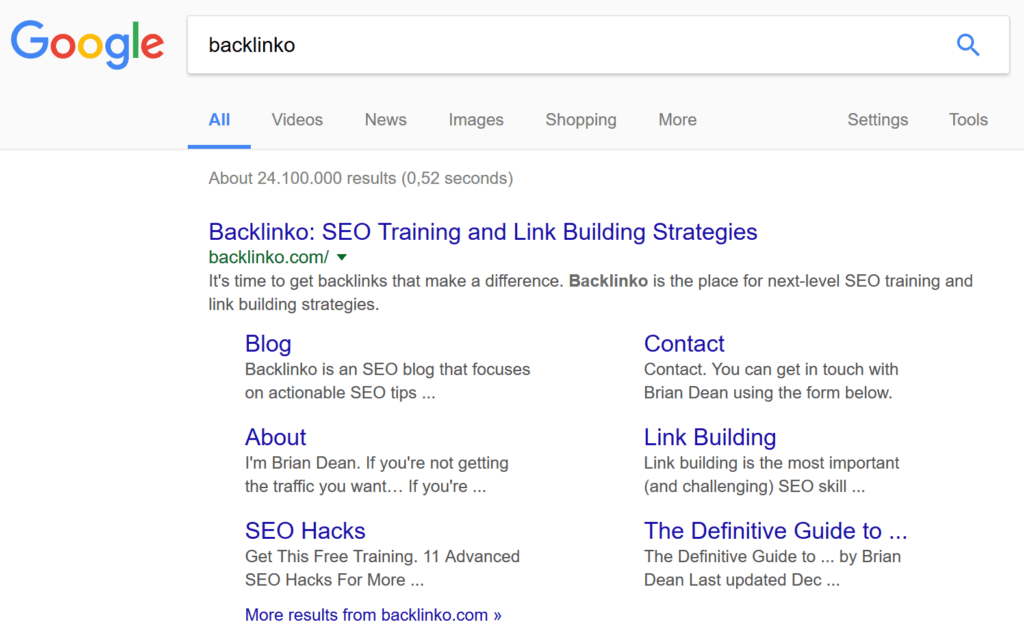 Google
backlinko
All Videos News Images Shopping More Settings Tools
About 24.100.000 results (0,52 seconds)
Backlinko: SEO Training and Link Building Strategies
backlinko.com/
It's time to get backlinks that make a difference. Backlinko is the place for next-level SEO training and
link building strategies.
Blog
Backlinko is an SEO blog that focuses
on actionable SEO tips ...
Contact
Contact. You can get in touch with
Brian Dean using the form below.
About
I'm Brian Dean. If you're not getting
the traffic you want… If you're ...
Link Building
Link building is the most important
(and challenging) SEO skill ...
SEO Hacks
Get This Free Training. 11 Advanced
SEO Hacks For More ...
The Definitive Guide to ...
The Definitive Guide to ... by Brian
Dean Last updated Dec ...
More results from backlinko.com »